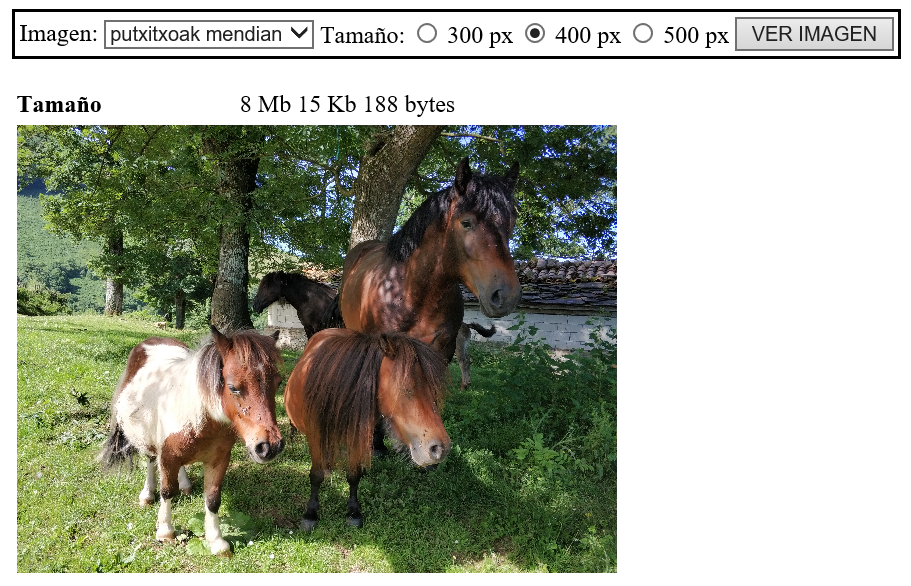 Imagen: putxitxoak mendian Tamaño: 300 px 400 px 500 px VER IMAGEN
Tamaño 8 Mb 15 Kb 188 bytes